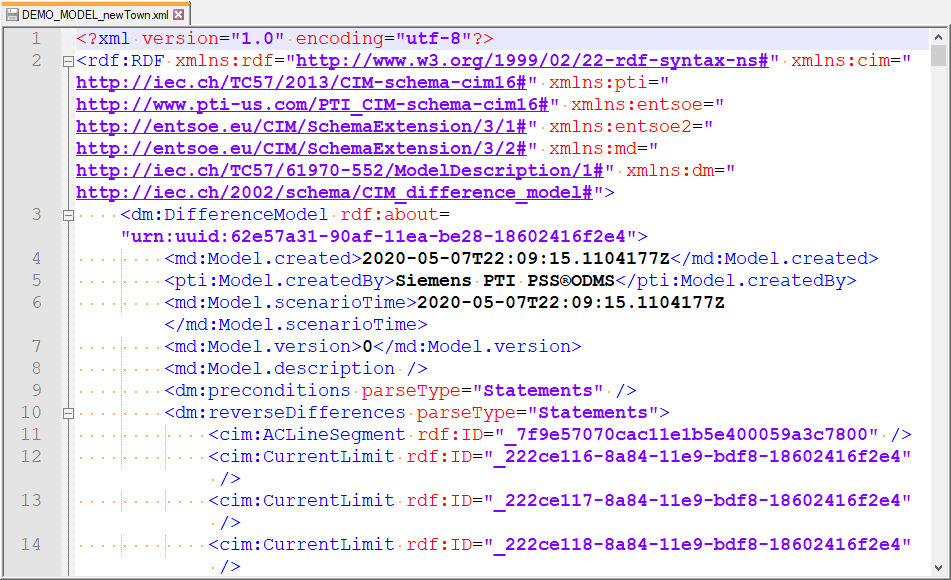 DEMO_MODEL_newTown.xml
1 <?xml version="1.0" encoding="utf-8"?>
2 <rdf:RDF xmlns:rdf="http://www.w3.org/1999/02/22-rdf-syntax-ns#" xmlns:cim="
http://iec.ch/TC57/2013/CIM-schema-cim16#" xmlns:pti="
http://www.pti-us.com/PTI_CIM-schema-cim16#" xmlns:entsoe="
http://entsoe.eu/CIM/SchemaExtension/3/1#" xmlns:entsoe2="
http://entsoe.eu/CIM/SchemaExtension/3/2#" xmlns:md="
http://iec.ch/TC57/61970-552/ModelDescription/1#" xmlns:dm="
http://iec.ch/2002/schema/CIM_difference_model#">
3 <dm:DifferenceModel rdf:about=
"urn:uuid:62e57a31-90af-11ea-be28-18602416f2e4">
4 <md:Model.created>2020-05-07T22:09:15.1104177Z</md:Model.created>
5 <pti:Model.createdBy>Siemens PTI PSS®ODMS</pti:Model.createdBy>
6 <md:Model.scenarioTime>2020-05-07T22:09:15.1104177Z
</md:Model.scenarioTime>
7 <md:Model.version>0</md:Model.version>
8 <md:Model.description />
9 <dm:preconditions parseType="Statements" />
10 <dm:reverseDifferences parseType="Statements">
11 <cim:ACLineSegment rdf:ID="_7f9e57070cac11e1b5e400059a3c7800" />
12 <cim:CurrentLimit rdf:ID="_222ce116-8a84-11e9-bdf8-18602416f2e4"
/>
13 <cim:CurrentLimit rdf:ID="_222ce117-8a84-11e9-bdf8-18602416f2e4"
/>
14 <cim:CurrentLimit rdf:ID="_222ce118-8a84-11e9-bdf8-18602416f2e4"
/>